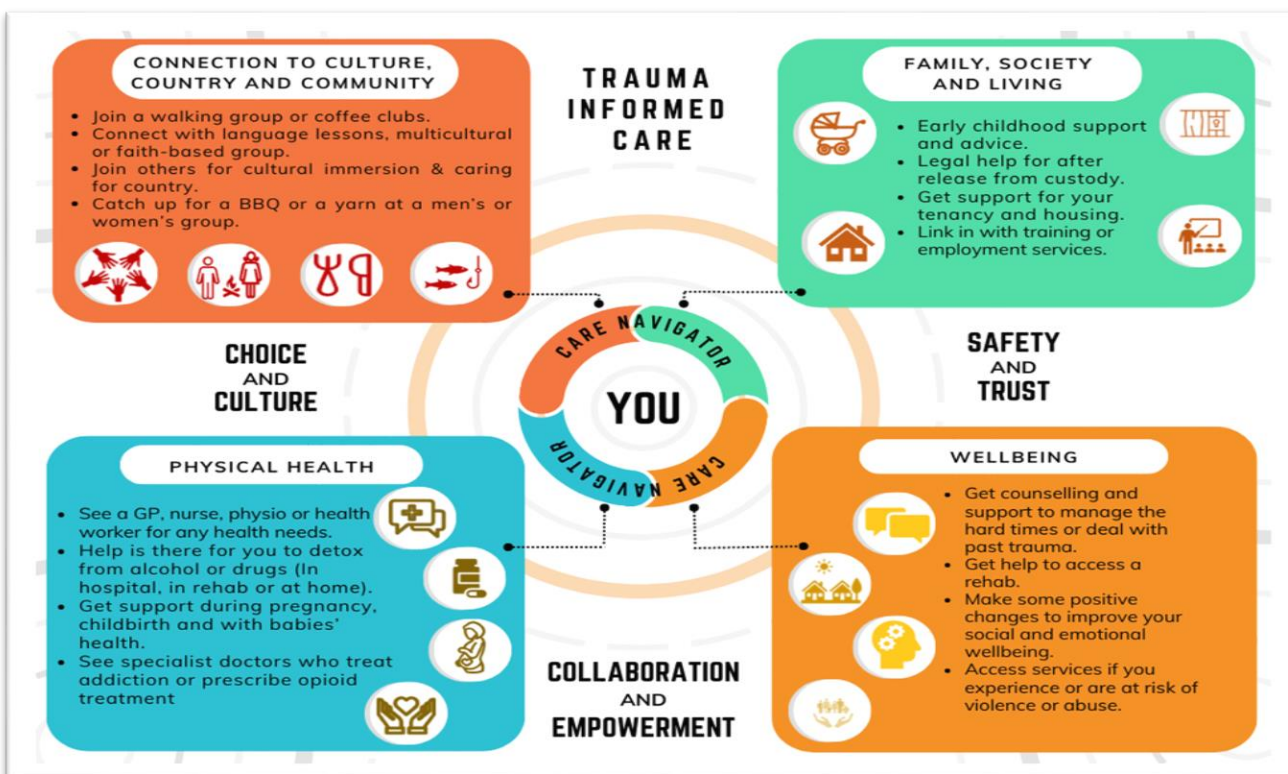 CONNECTION TO CULTURE,
COUNTRY AND COMMUNITY
• Join a walking group or coffee clubs.
• Connect with language lessons, multicultural
or faith-based group.
• Join others for cultural immersion & caring
for country.
• Catch up for a BBQ or a yarn at a men's or
women's group.
TRAUMA
INFORMED
CARE
FAMILY, SOCIETY
AND LIVING
• Early childhood support
and advice.
• Legal help for after
release from custody.
• Get support for your
tenancy and housing.
• Link in with training or
employment services.
CHOICE
AND
CULTURE
CARE NAVIGATOR
YOU
CARE NAVIGATOR
SAFETY
AND
TRUST
PHYSICAL HEALTH
• See a GP, nurse, physio or health
worker for any health needs.
• Help is there for you to detox
from alcohol or drugs (In
hospital, in rehab or at home).
• Get support during pregnancy,
childbirth and with babies'
health.
• See specialist doctors who treat
addiction or prescribe opioid
treatment
COLLABORATION
AND
EMPOWERMENT
WELLBEING
• Get counselling and
support to manage the
hard times or deal with
past trauma.
• Get help to access a
rehab.
• Make some positive
changes to improve your
social and emotional
wellbeing.
• Access services if you
experience or are at risk of
violence or abuse.